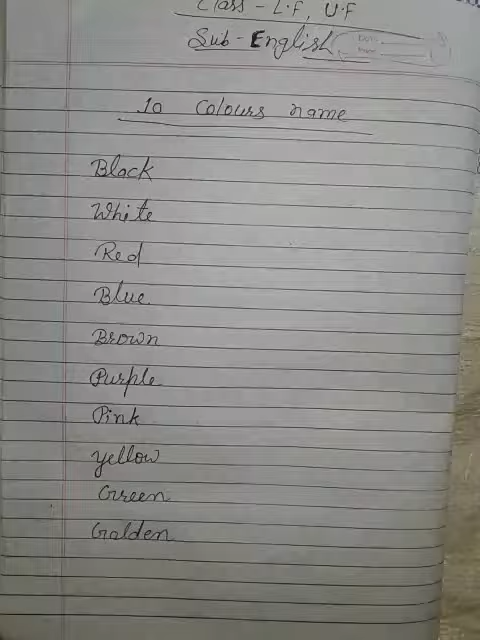 Class - L.F, U.F
Sub - English
10 Colours name
Black
White
Red
Blue
Brown
Purple
Pink
yellow
Green
Golden